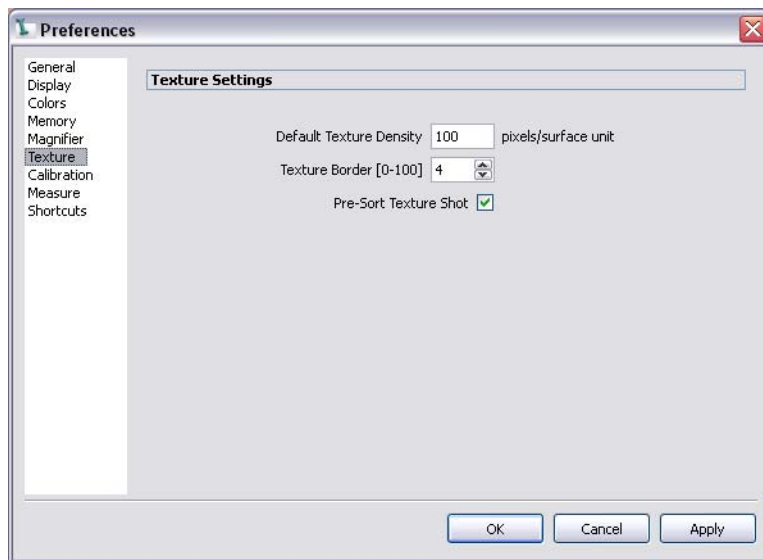 Preferences
General
Display
Colors
Memory
Magnifier
Texture
Calibration
Measure
Shortcuts
Texture Settings
Default Texture Density 100 pixels/surface unit
Texture Border [0-100] 4
Pre-Sort Texture Shot
OK Cancel Apply